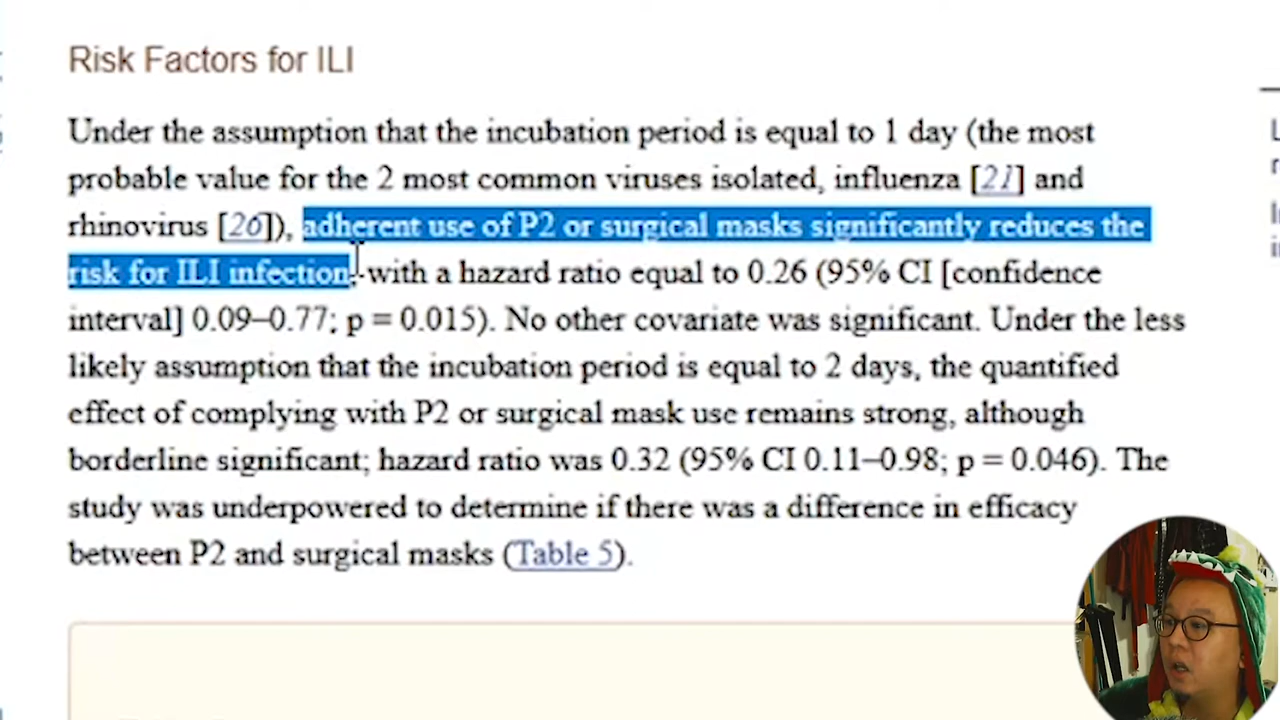 Risk Factors for ILI
Under the assumption that the incubation period is equal to 1 day (the most
probable value for the 2 most common viruses isolated, influenza [21] and
rhinovirus [26]), adherent use of P2 or surgical masks significantly reduces the
risk for ILI infection, with a hazard ratio equal to 0.26 (95% CI [confidence
interval] 0.09–0.77; p = 0.015). No other covariate was significant. Under the less
likely assumption that the incubation period is equal to 2 days, the quantified
effect of complying with P2 or surgical mask use remains strong, although
borderline significant; hazard ratio was 0.32 (95% CI 0.11–0.98; p = 0.046). The
study was underpowered to determine if there was a difference in efficacy
between P2 and surgical masks (Table 5).